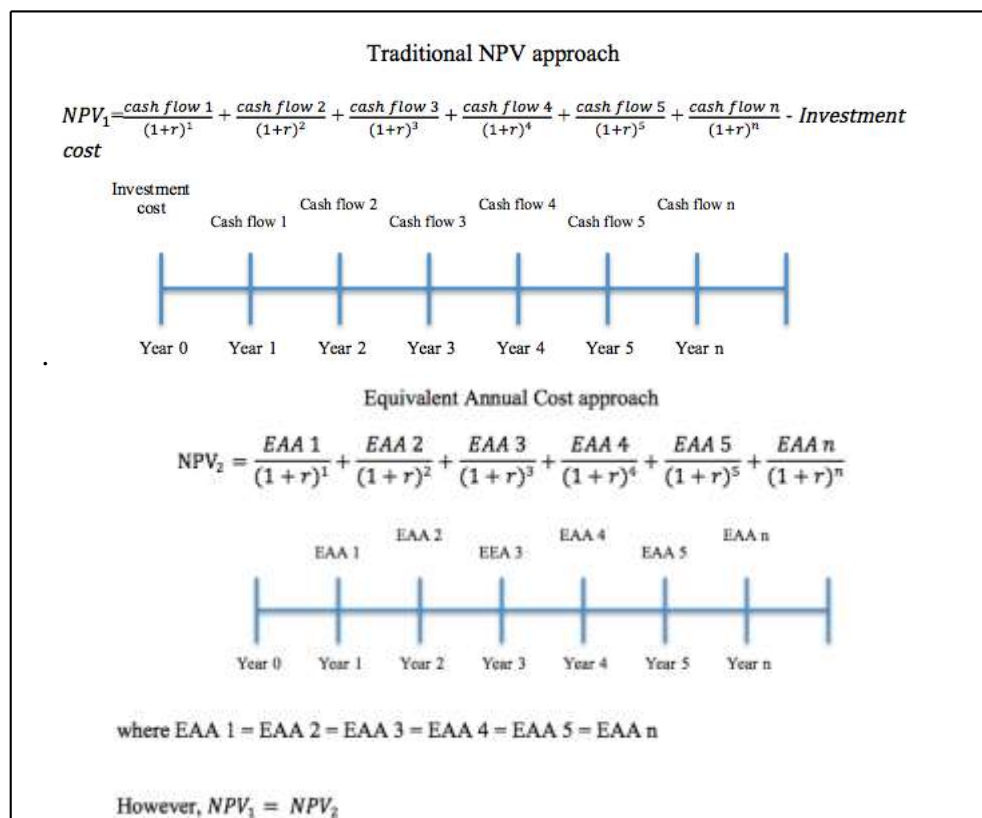 Traditional NPV approach
NPV₁=cash flow 1/(1+r)¹ + cash flow 2/(1+r)² + cash flow 3/(1+r)³ + cash flow 4/(1+r)⁴ + cash flow 5/(1+r)⁵ + cash flow n/(1+r)ⁿ - Investment
cost
Investment
cost
Cash flow 1
Cash flow 2
Cash flow 3
Cash flow 4
Cash flow 5
Cash flow n
Year 0 Year 1 Year 2 Year 3 Year 4 Year 5 Year n
.
Equivalent Annual Cost approach
NPV₂ = EAA 1/(1 + r)¹ + EAA 2/(1 + r)² + EAA 3/(1 + r)³ + EAA 4/(1 + r)⁴ + EAA 5/(1 + r)⁵ + EAA n/(1 + r)ⁿ
EAA 1
EAA 2
EEA 3
EAA 4
EAA 5
EAA n
Year 0 Year 1 Year 2 Year 3 Year 4 Year 5 Year n
where EAA 1 = EAA 2 = EAA 3 = EAA 4 = EAA 5 = EAA n
However, NPV₁ = NPV₂